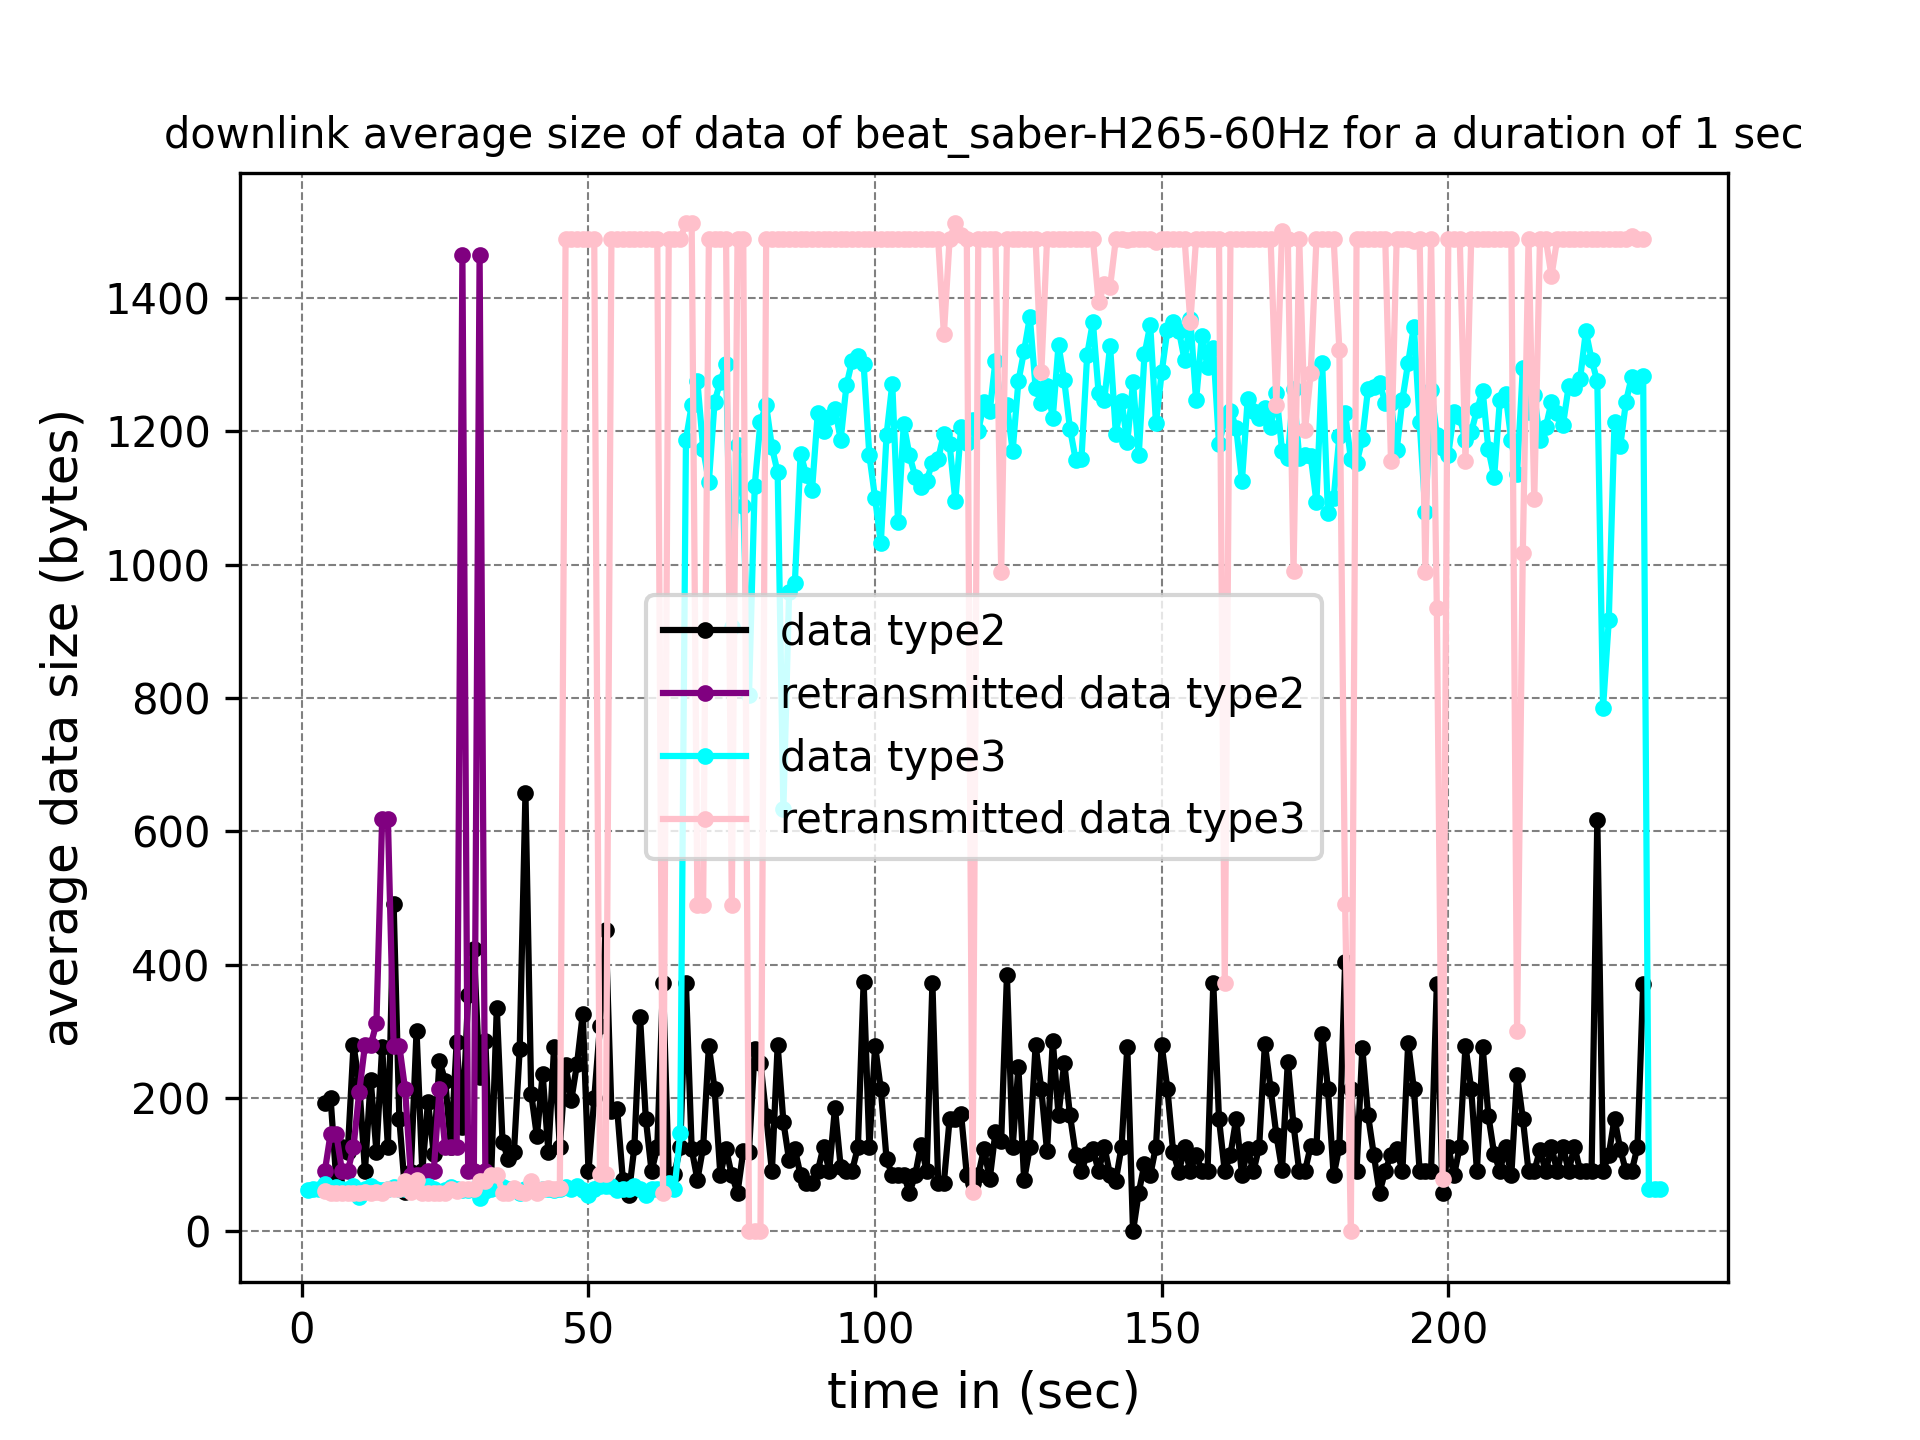 downlink average size of data of beat_saber-H265-60Hz for a duration of 1 sec
average data size (bytes)
1400
1200
1000
800
600
400
200
0
data type2
retransmitted data type2
data type3
retransmitted data type3
0 50 100 150 200
time in (sec)